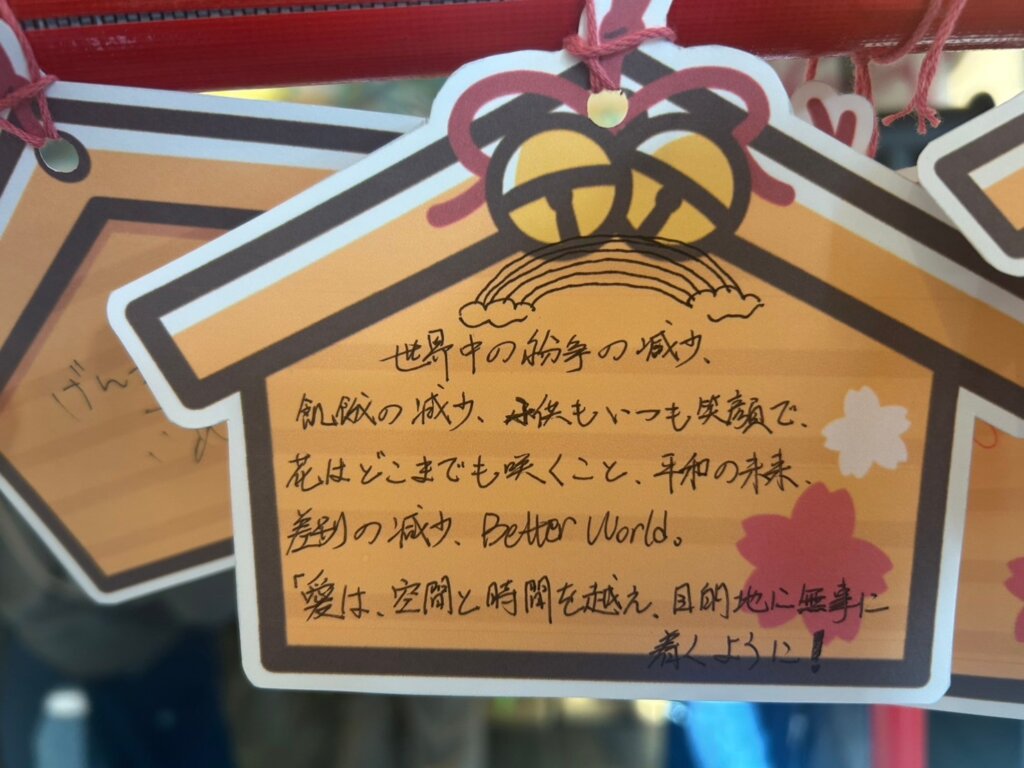 世界中の紛争の減少、
飢餓の減少、子供もいつも笑顔で、
花はどこまでも咲くこと、平和の未来、
差別の減少、Better World。
「愛は、空間と時間を越え、目的地に無事に
着くように！
げん